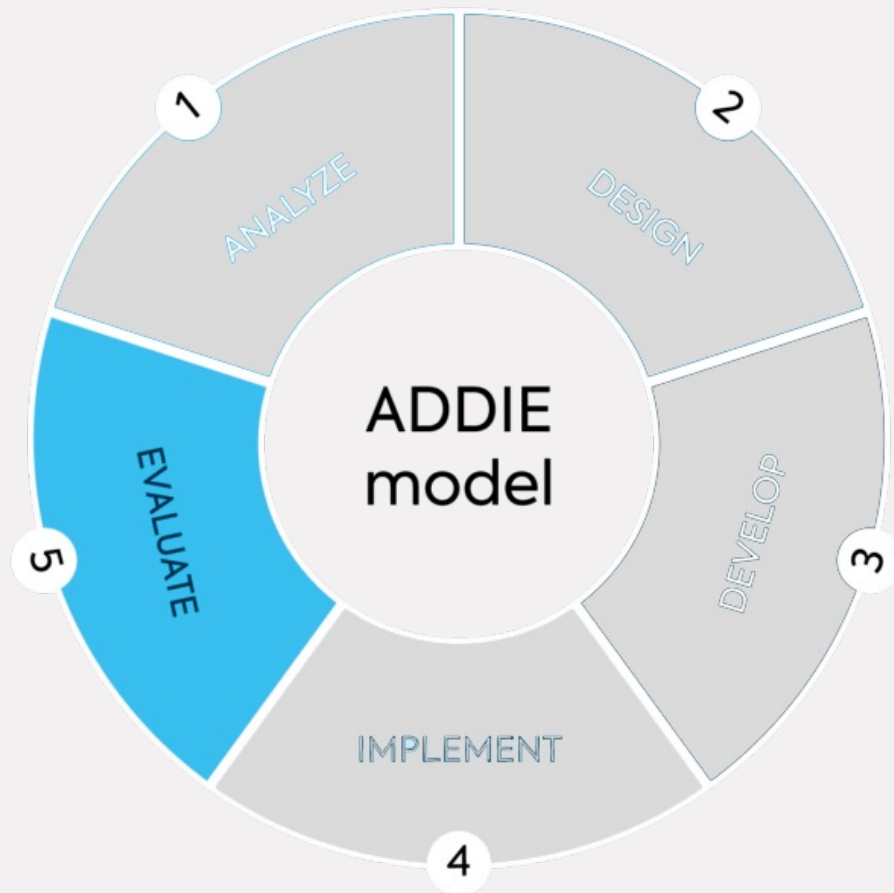 1
ANALYZE
2
DESIGN
3
DEVELOP
4
IMPLEMENT
5
EVALUATE
ADDIE
model